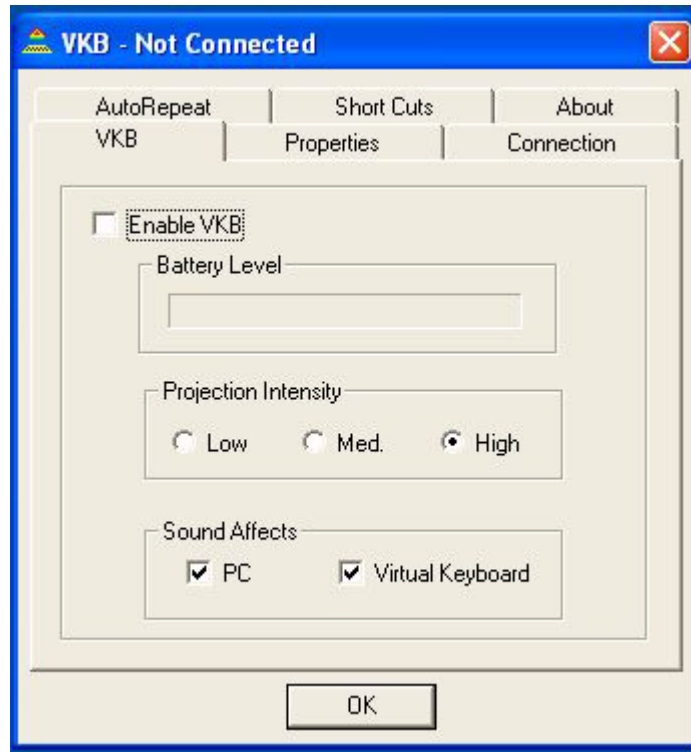 VKB - Not Connected
AutoRepeat Short Cuts About
VKB Properties Connection
Enable VKB
Battery Level
Projection Intensity
Low Med. High
Sound Affects
PC Virtual Keyboard
OK